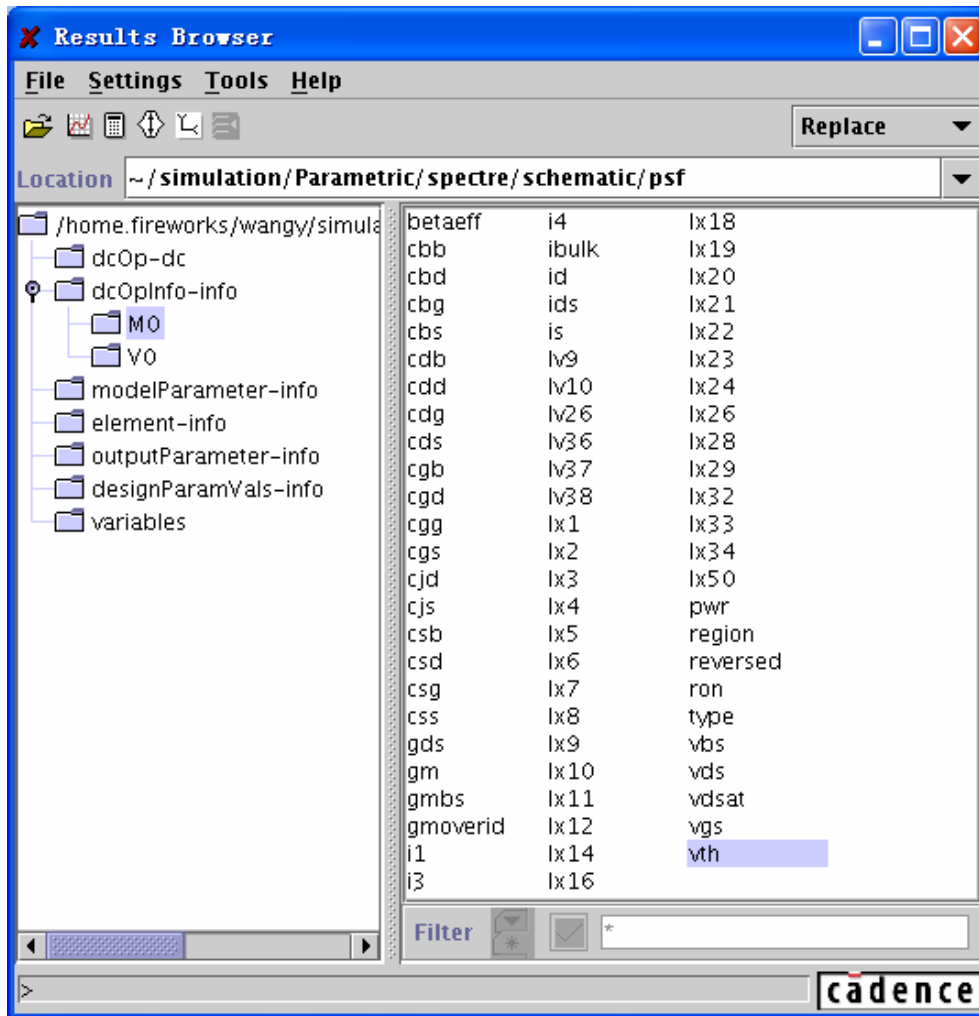 Results Browser
File Settings Tools Help
Replace
Location ~/simulation/Parametric/spectre/schematic/psf
/home.fireworks/wangy/simula
dcOp-dc
dcOpInfo-info
M0
V0
modelParameter-info
element-info
outputParameter-info
designParamVals-info
variables
betaeff i4 lx18
cbb ibulk lx19
cbd id lx20
cbg ids lx21
cbs is lx22
cdb lv9 lx23
cdd lv10 lx24
cdg lv26 lx26
cds lv36 lx28
cgb lv37 lx29
cgd lv38 lx32
cgg lx1 lx33
cgs lx2 lx34
cjd lx3 lx50
cjs lx4 pwr
csb lx5 region
csd lx6 reversed
csg lx7 ron
css lx8 type
gds lx9 vbs
gm lx10 vds
gmbs lx11 vdsat
gmoverid lx12 vgs
i1 lx14 vth
i3 lx16
Filter *
>
cādence